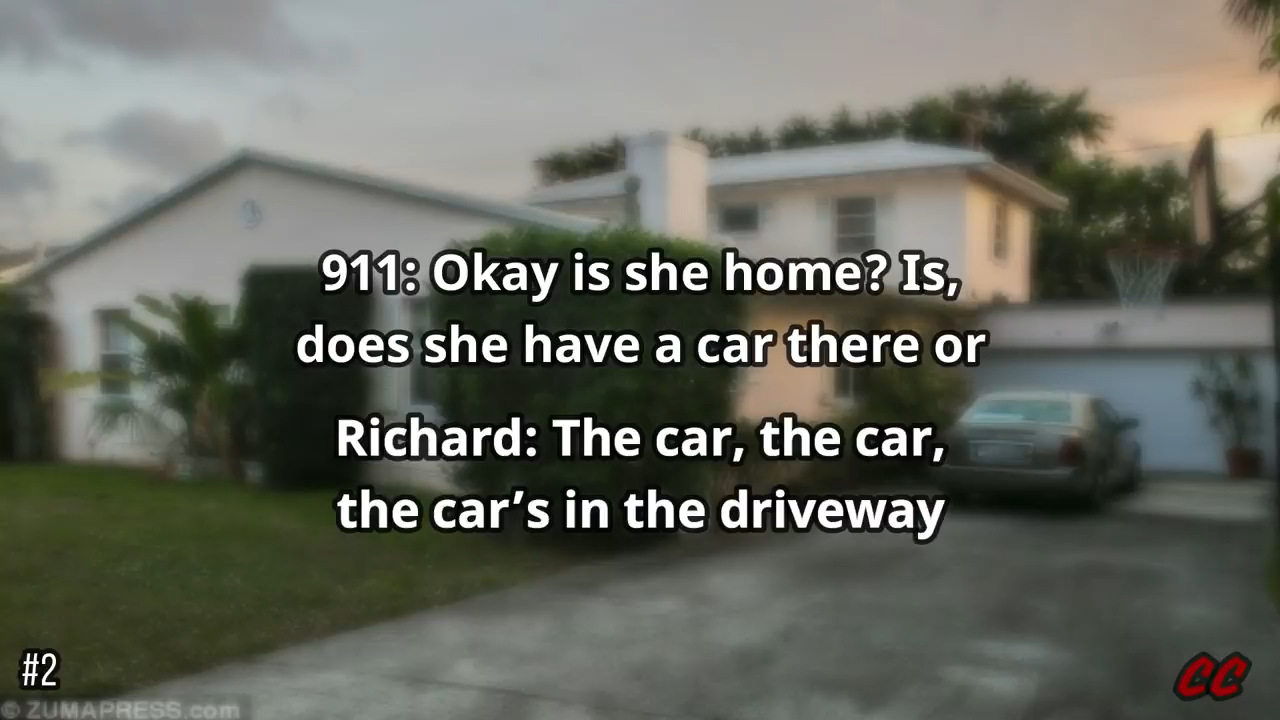 911: Okay is she home? Is,
does she have a car there or
Richard: The car, the car,
the car’s in the driveway
#2
CC
© ZUMAPRESS.com